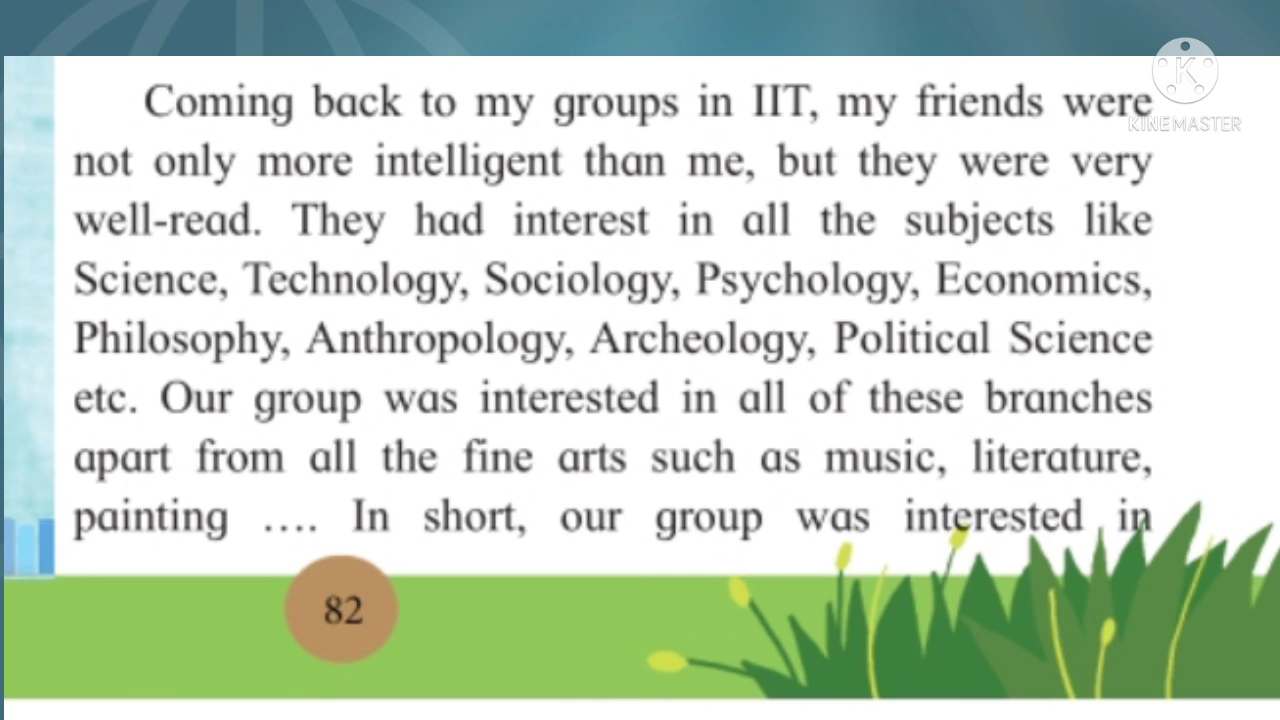 Coming back to my groups in IIT, my friends were
not only more intelligent than me, but they were very
well-read. They had interest in all the subjects like
Science, Technology, Sociology, Psychology, Economics,
Philosophy, Anthropology, Archeology, Political Science
etc. Our group was interested in all of these branches
apart from all the fine arts such as music, literature,
painting .... In short, our group was interested in
82
K
KINEMASTER